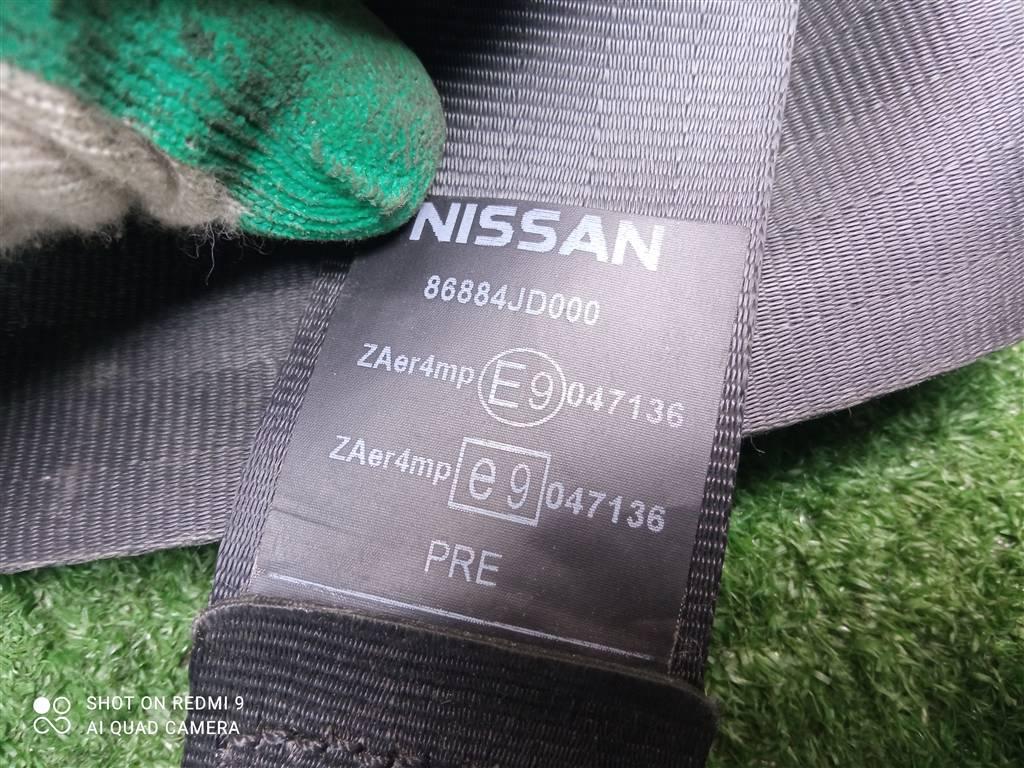 NISSAN
86884JD000
ZAer4mp E9 047136
ZAer4mp e9 047136
PRE
SHOT ON REDMI 9
AI QUAD CAMERA